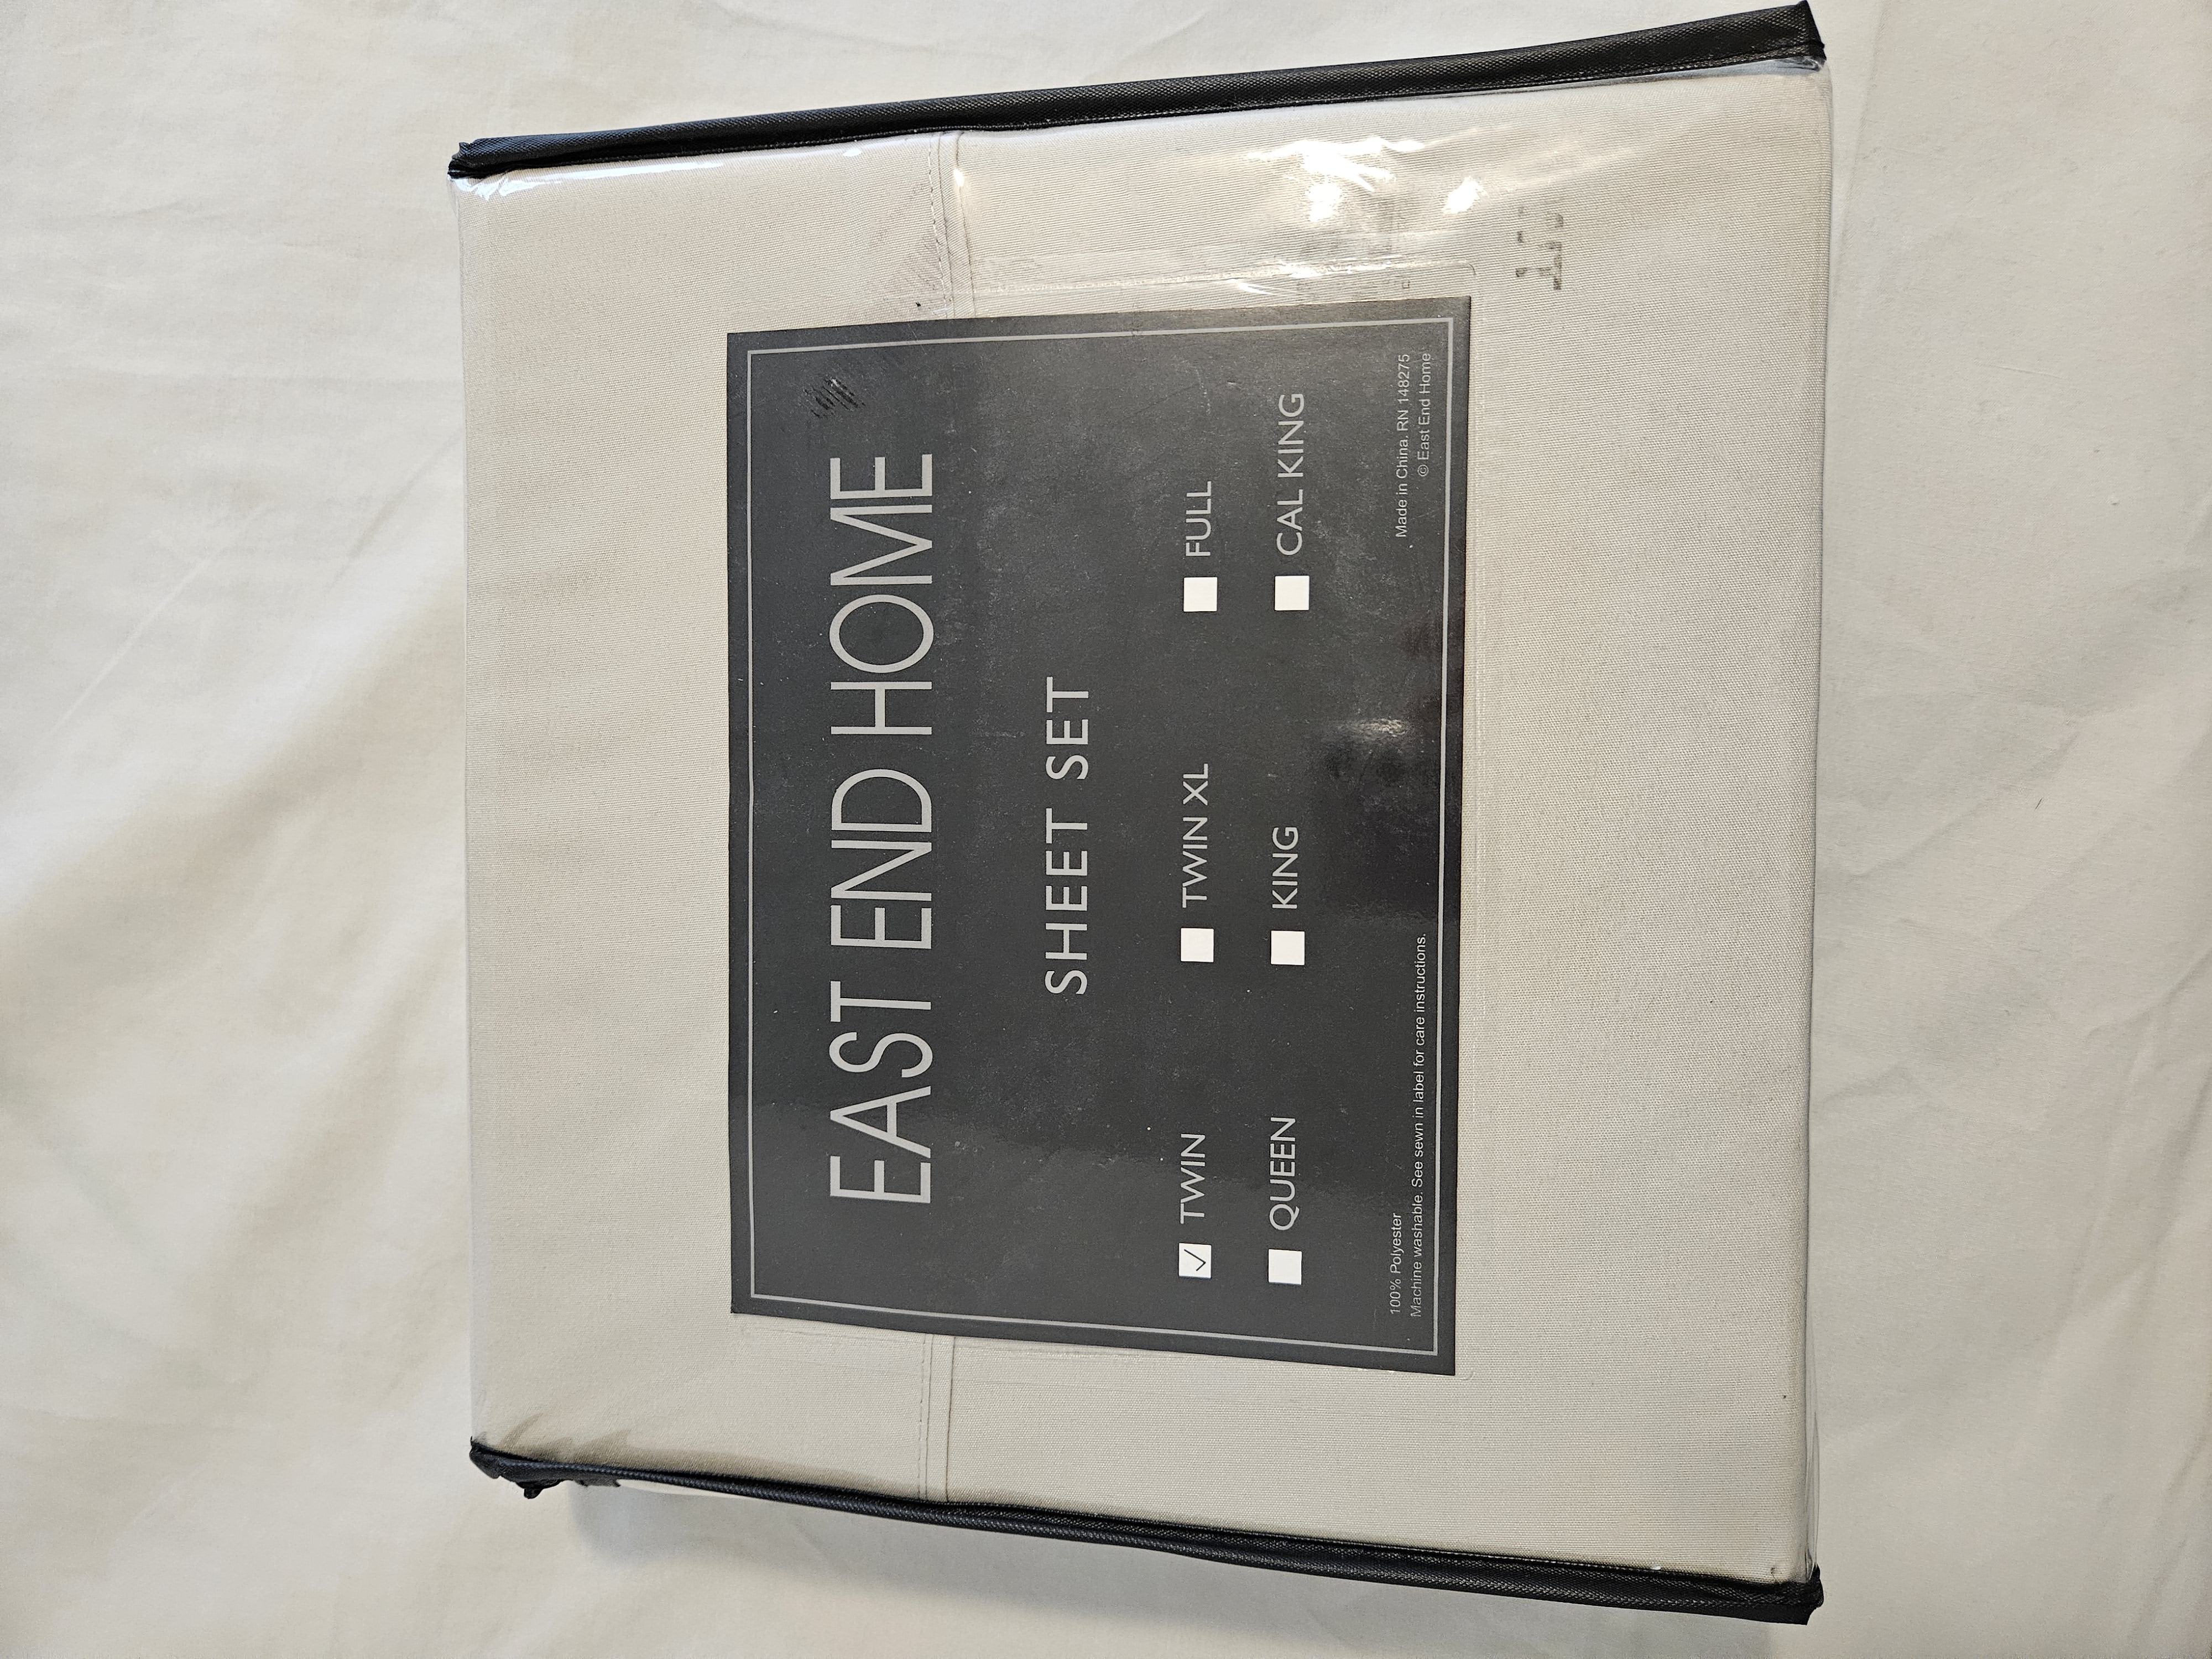 EAST END HOME
SHEET SET
TWIN TWIN XL FULL
QUEEN KING CAL KING
100% Polyester
Machine washable. See sewn in label for care instructions.
Made in China. RN 148275
© East End Home